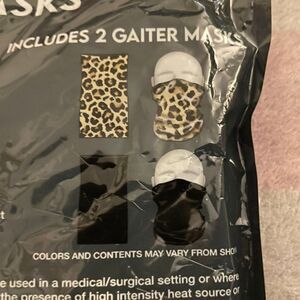 ASKS
INCLUDES 2 GAITER MASKS
COLORS AND CONTENTS MAY VARY FROM SHO
e used in a medical/surgical setting or where
the presence of high intensity heat source or